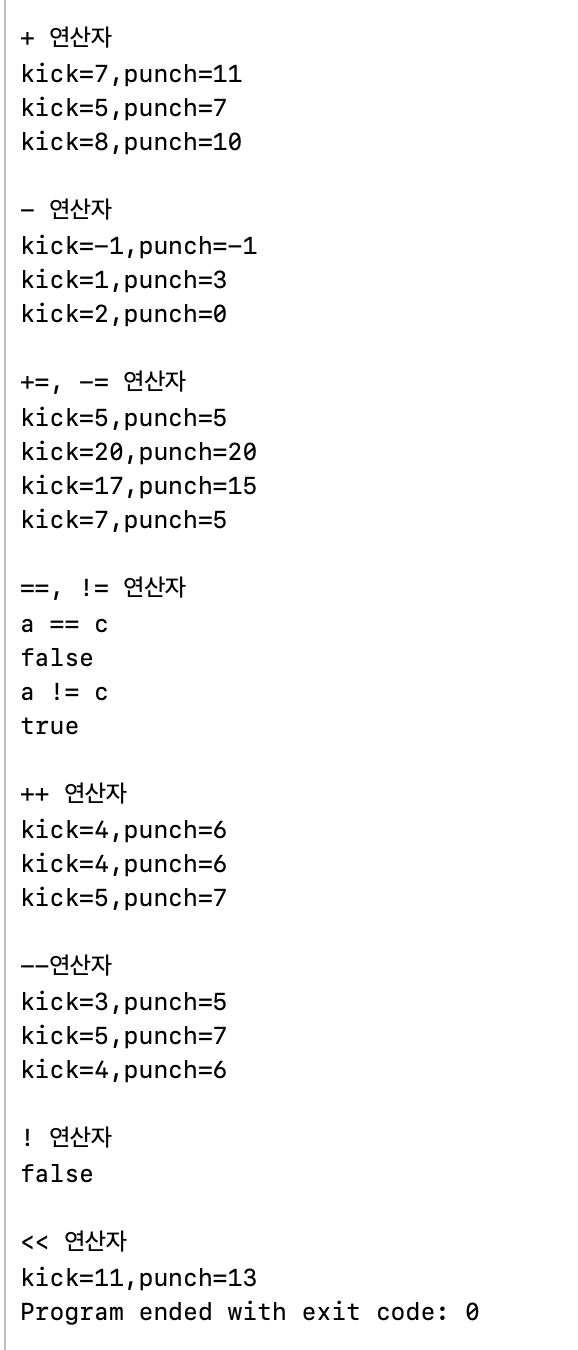 + 연산자
kick=7,punch=11
kick=5,punch=7
kick=8,punch=10
- 연산자
kick=-1,punch=-1
kick=1,punch=3
kick=2,punch=0
+=, -= 연산자
kick=5,punch=5
kick=20,punch=20
kick=17,punch=15
kick=7,punch=5
==, != 연산자
a == c
false
a != c
true
++ 연산자
kick=4,punch=6
kick=4,punch=6
kick=5,punch=7
--연산자
kick=3,punch=5
kick=5,punch=7
kick=4,punch=6
! 연산자
false
<< 연산자
kick=11,punch=13
Program ended with exit code: 0